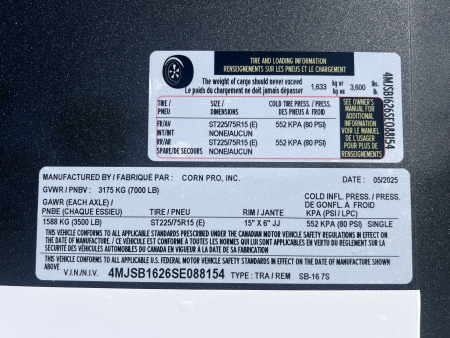 TIRE AND LOADING INFORMATION
RENSEIGNEMENTS SUR LES PNEUS ET LE CHARGEMENT
The weight of cargo should never exceed
Le poids du chargement ne doit jamais dépasser
1,633 kg or kg ou 3,600 lbs. lb.
TIRE / PNEU SIZE / DIMENSIONS COLD TIRE PRESS. / PRESS. DES PNEUS À FROID
FR/AV ST225/75R15 (E) 552 KPA (80 PSI)
INT/INT NONE/AUCUN
RR/AR ST225/75R15 (E) 552 KPA (80 PSI)
SPARE/DE SECOURS NONE/AUCUN
SEE OWNER'S
MANUAL FOR
ADDITIONAL
INFORMATION
VOIR LE MANUEL
DE L'USAGER
POUR PLUS DE
RENSEIGNEMENTS
4MJSB1626SE088154
MANUFACTURED BY / FABRIQUÉ PAR : CORN PRO, INC. DATE 05/2025
GVWR / PNBV : 3175 KG (7000 LB)
GAWR (EACH AXLE) / PNBE (CHAQUE ESSIEU) TIRE / PNEU RIM / JANTE COLD INFL. PRESS. / PRESS. DE GONFL. À FROID KPA (PSI / LPC)
1588 KG (3500 LB) ST225/75R15 (E) 15" X 6" JJ 552 KPA (80 PSI) SINGLE
THIS VEHICLE CONFORMS TO ALL APPLICABLE STANDARDS PRESCRIBED UNDER THE CANADIAN MOTOR VEHICLE SAFETY REGULATIONS IN EFFECT ON
THE DATE OF MANUFACTURE. / CE VÉHICULE EST CONFORME À TOUTES LES NORMES QUI LUI SONT APPLICABLES EN VERTU DU RÈGLEMENT SUR LA
SÉCURITÉ DES VÉHICULES AUTOMOBILES DU CANADA EN VIGUEUR À LA DATE DE SA FABRICATION.
THIS VEHICLE CONFORMS TO ALL APPLICABLE U.S. FEDERAL MOTOR VEHICLE SAFETY STANDARDS IN EFFECT ON THE DATE OF MANUFACTURE SHOWN
ABOVE
V.I.N./N.I.V. 4MJSB1626SE088154 TYPE : TRA / REM SB-16 7S